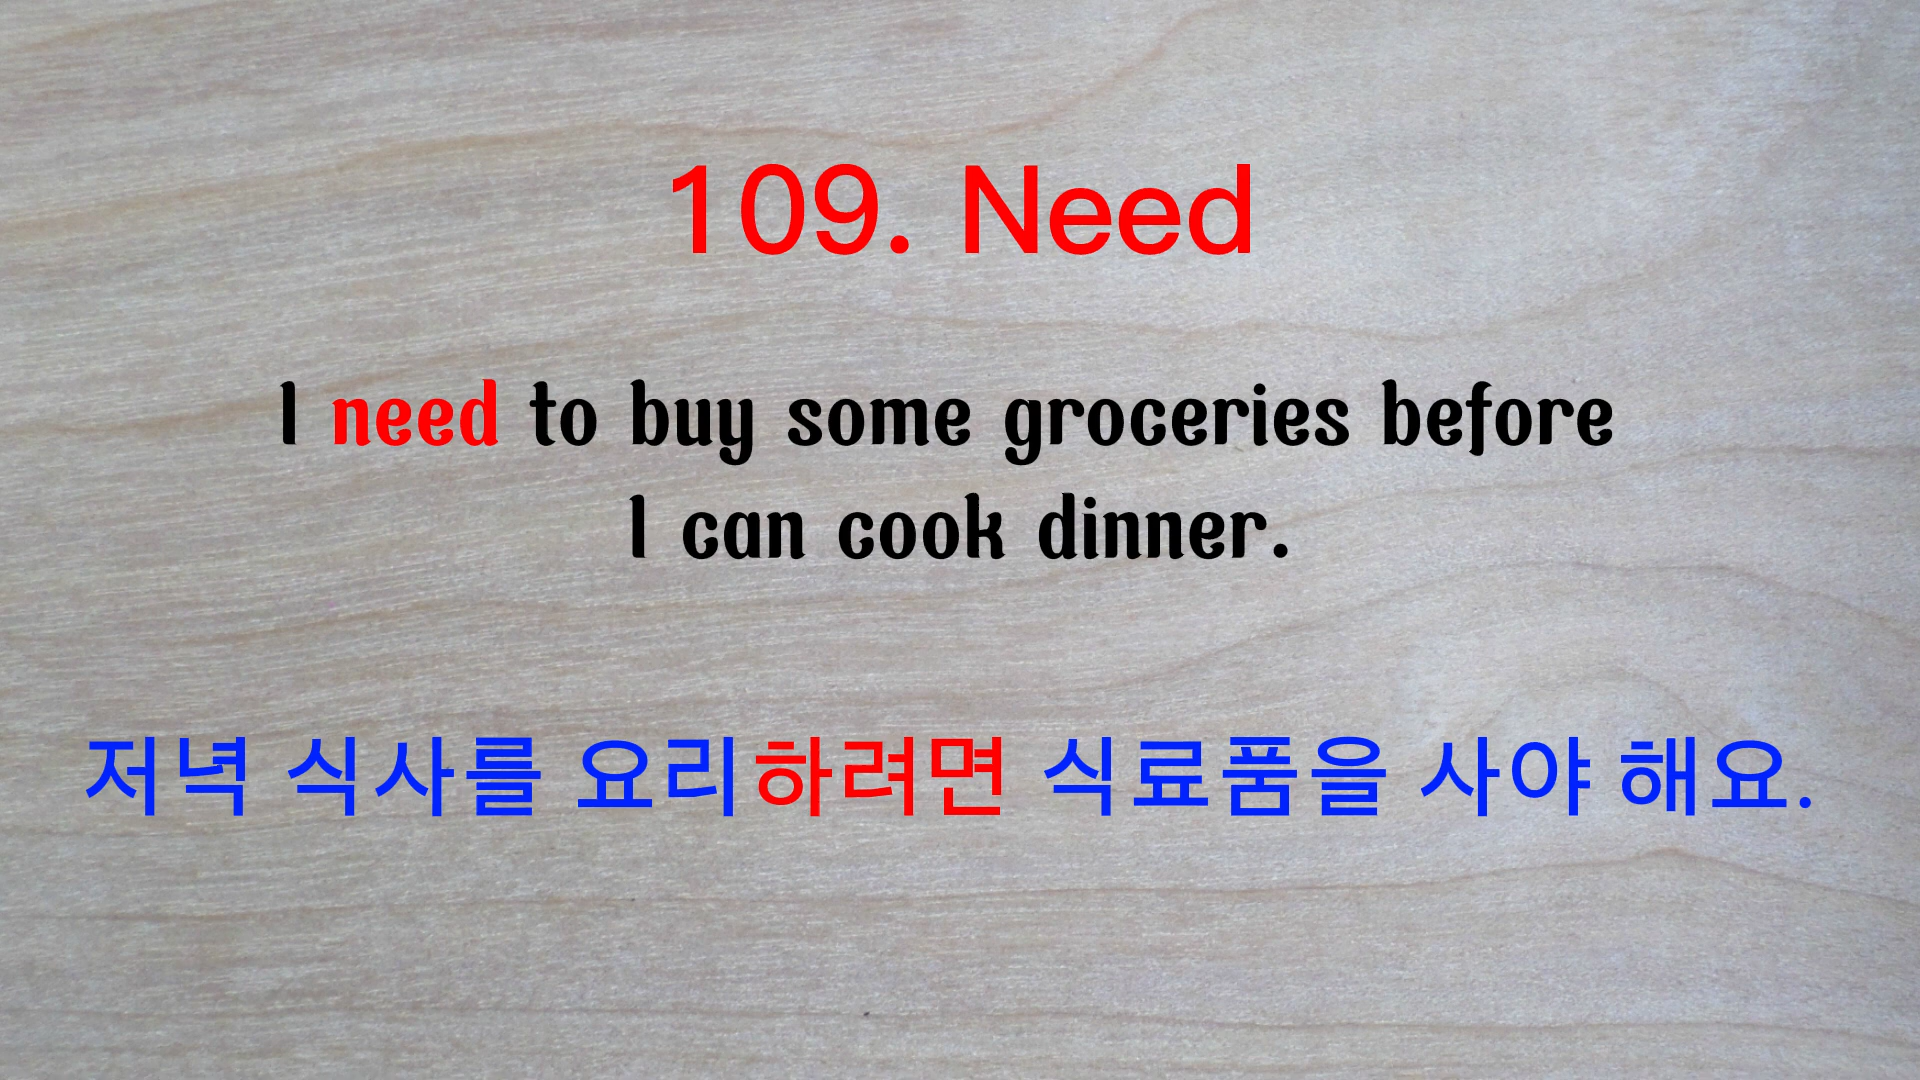 109. Need
I need to buy some groceries before
I can cook dinner.
저녁 식사를 요리하려면 식료품을 사야 해요.